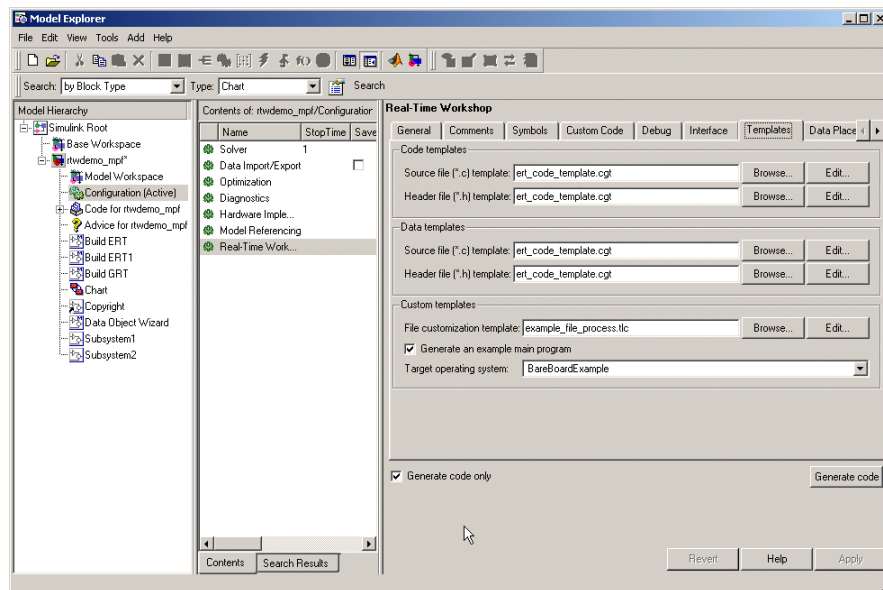 Model Explorer
File Edit View Tools Add Help
Search: by Block Type Type: Chart Search
Model Hierarchy
Simulink Root
Base Workspace
rtwdemo_mpf*
Model Workspace
Configuration (Active)
Code for rtwdemo_mpf
Advice for rtwdemo_mpf
Build ERT
Build ERT1
Build GRT
Chart
Copyright
Data Object Wizard
Subsystem1
Subsystem2
Contents of: rtwdemo_mpf/Configuration
Name StopTime Save
Solver 1
Data Import/Export
Optimization
Diagnostics
Hardware Imple...
Model Referencing
Real-Time Work...
Contents Search Results
Real-Time Workshop
General Comments Symbols Custom Code Debug Interface Templates Data Place
Code templates
Source file (*.c) template: ert_code_template.cgt Browse... Edit...
Header file (*.h) template: ert_code_template.cgt Browse... Edit...
Data templates
Source file (*.c) template: ert_code_template.cgt Browse... Edit...
Header file (*.h) template: ert_code_template.cgt Browse... Edit...
Custom templates
File customization template: example_file_process.tlc Browse... Edit...
Generate an example main program
Target operating system: BareBoardExample
Generate code only Generate code
Revert Help Apply